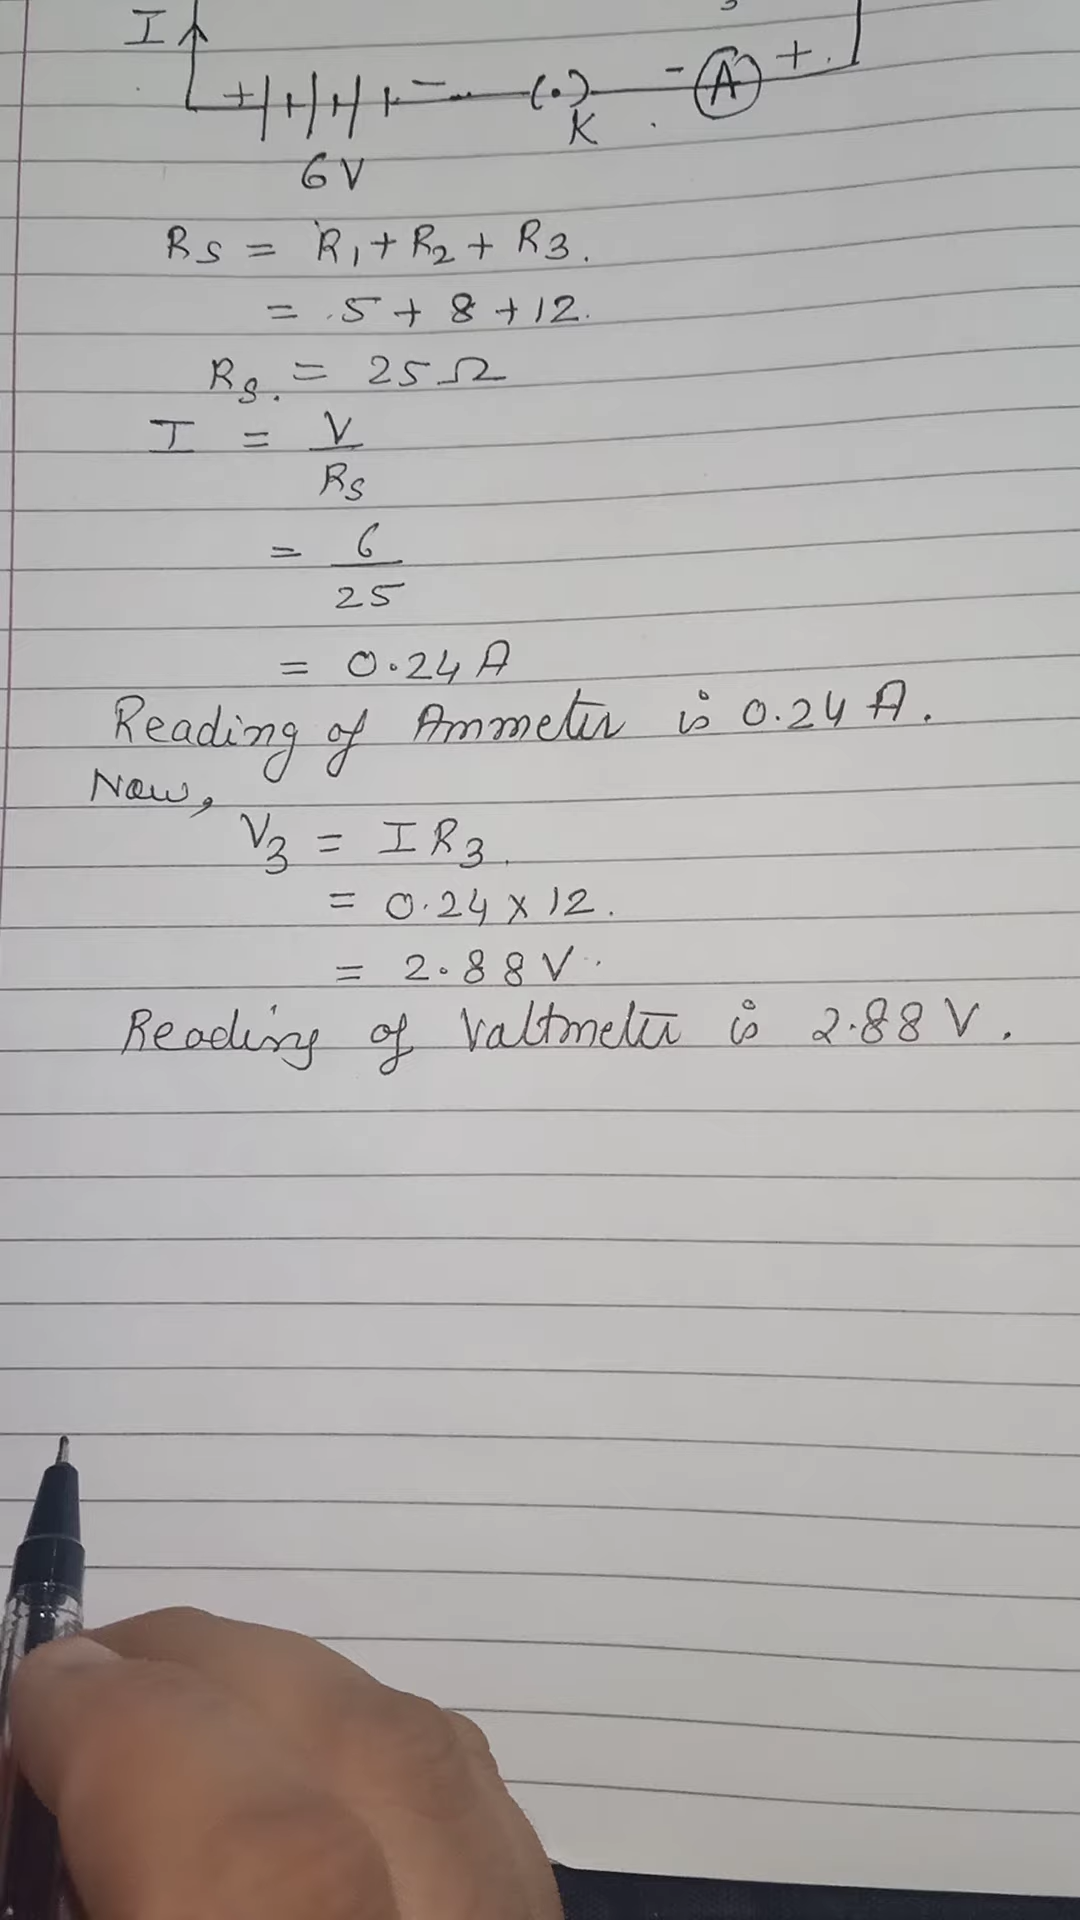 I
+ - (.) - A +
K
6V
Rs = R1 + R2 + R3.
= 5 + 8 + 12.
Rs. = 25Ω
I = V
Rs
= 6
25
= 0.24 A
Reading of Ammeter is 0.24 A.
Now,
V3 = I R3.
= 0.24 x 12.
= 2.88 V.
Reading of Valtmeter is 2.88 V.